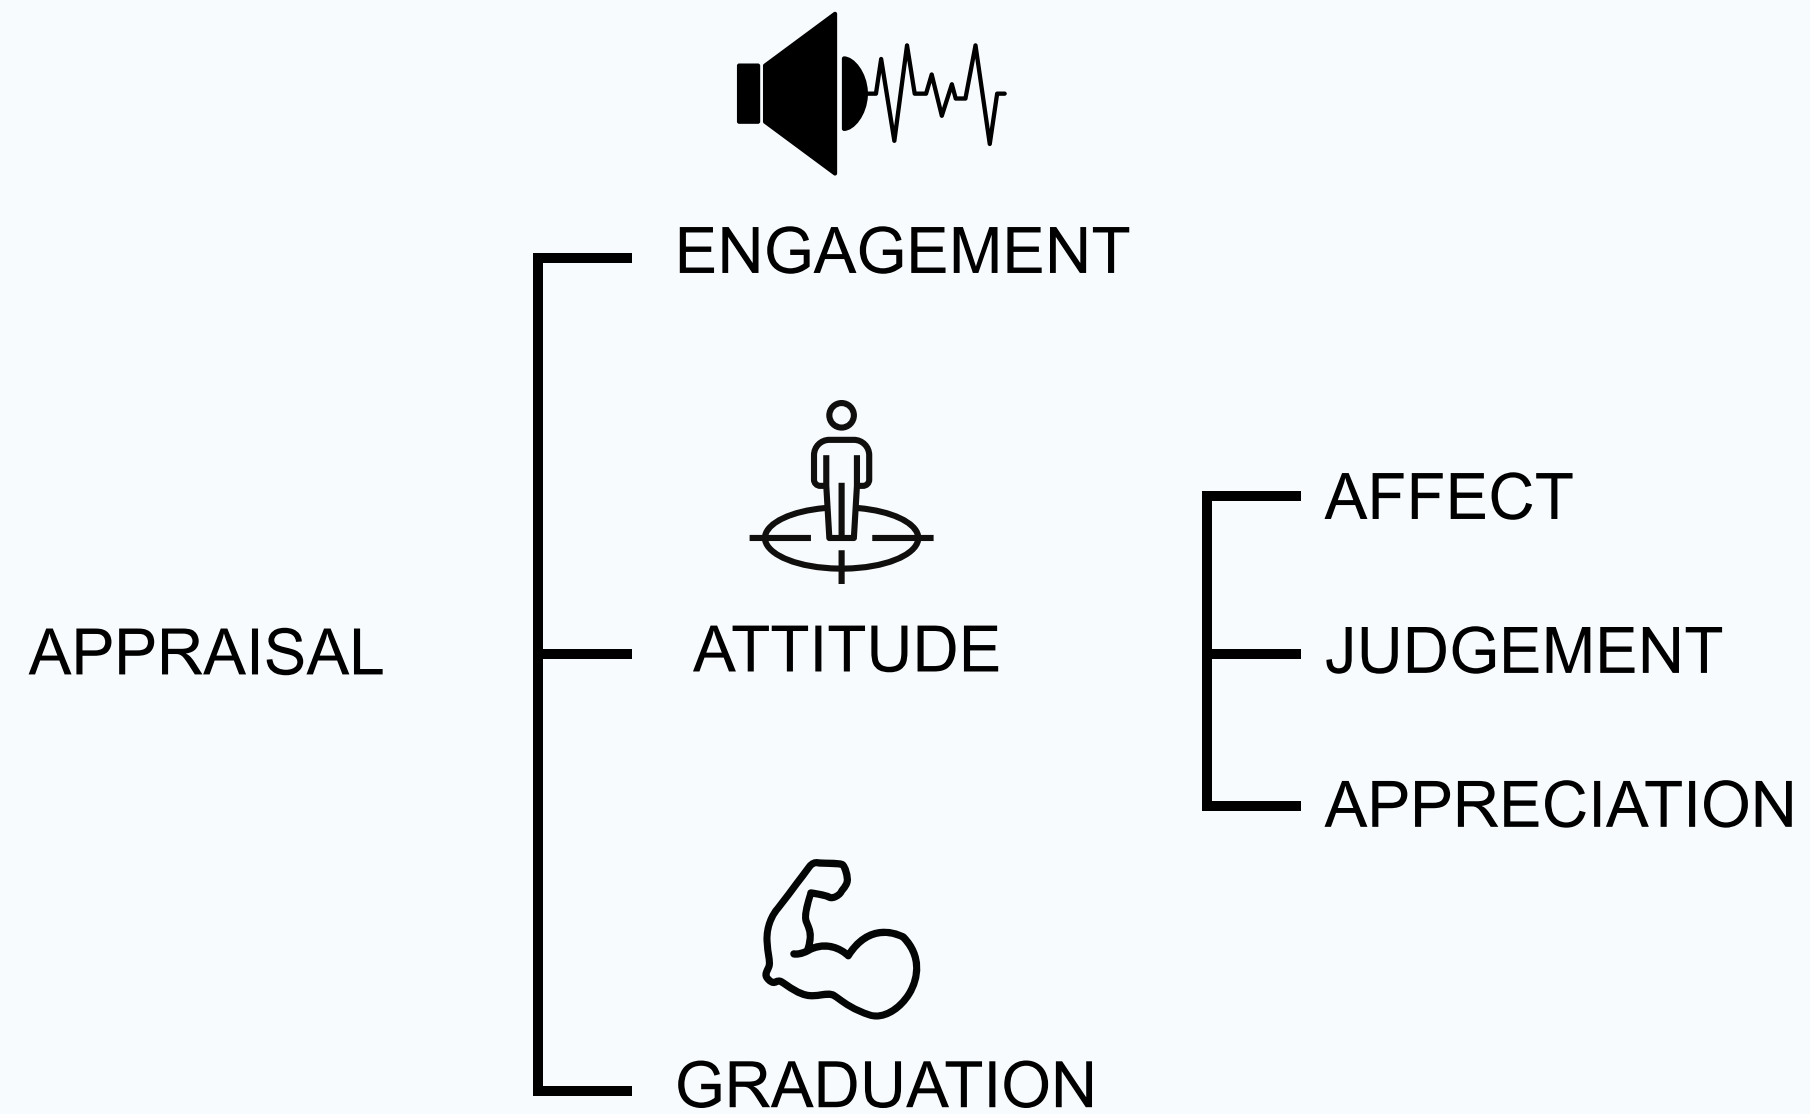 ENGAGEMENT
APPRAISAL
ATTITUDE
AFFECT
JUDGEMENT
APPRECIATION
GRADUATION